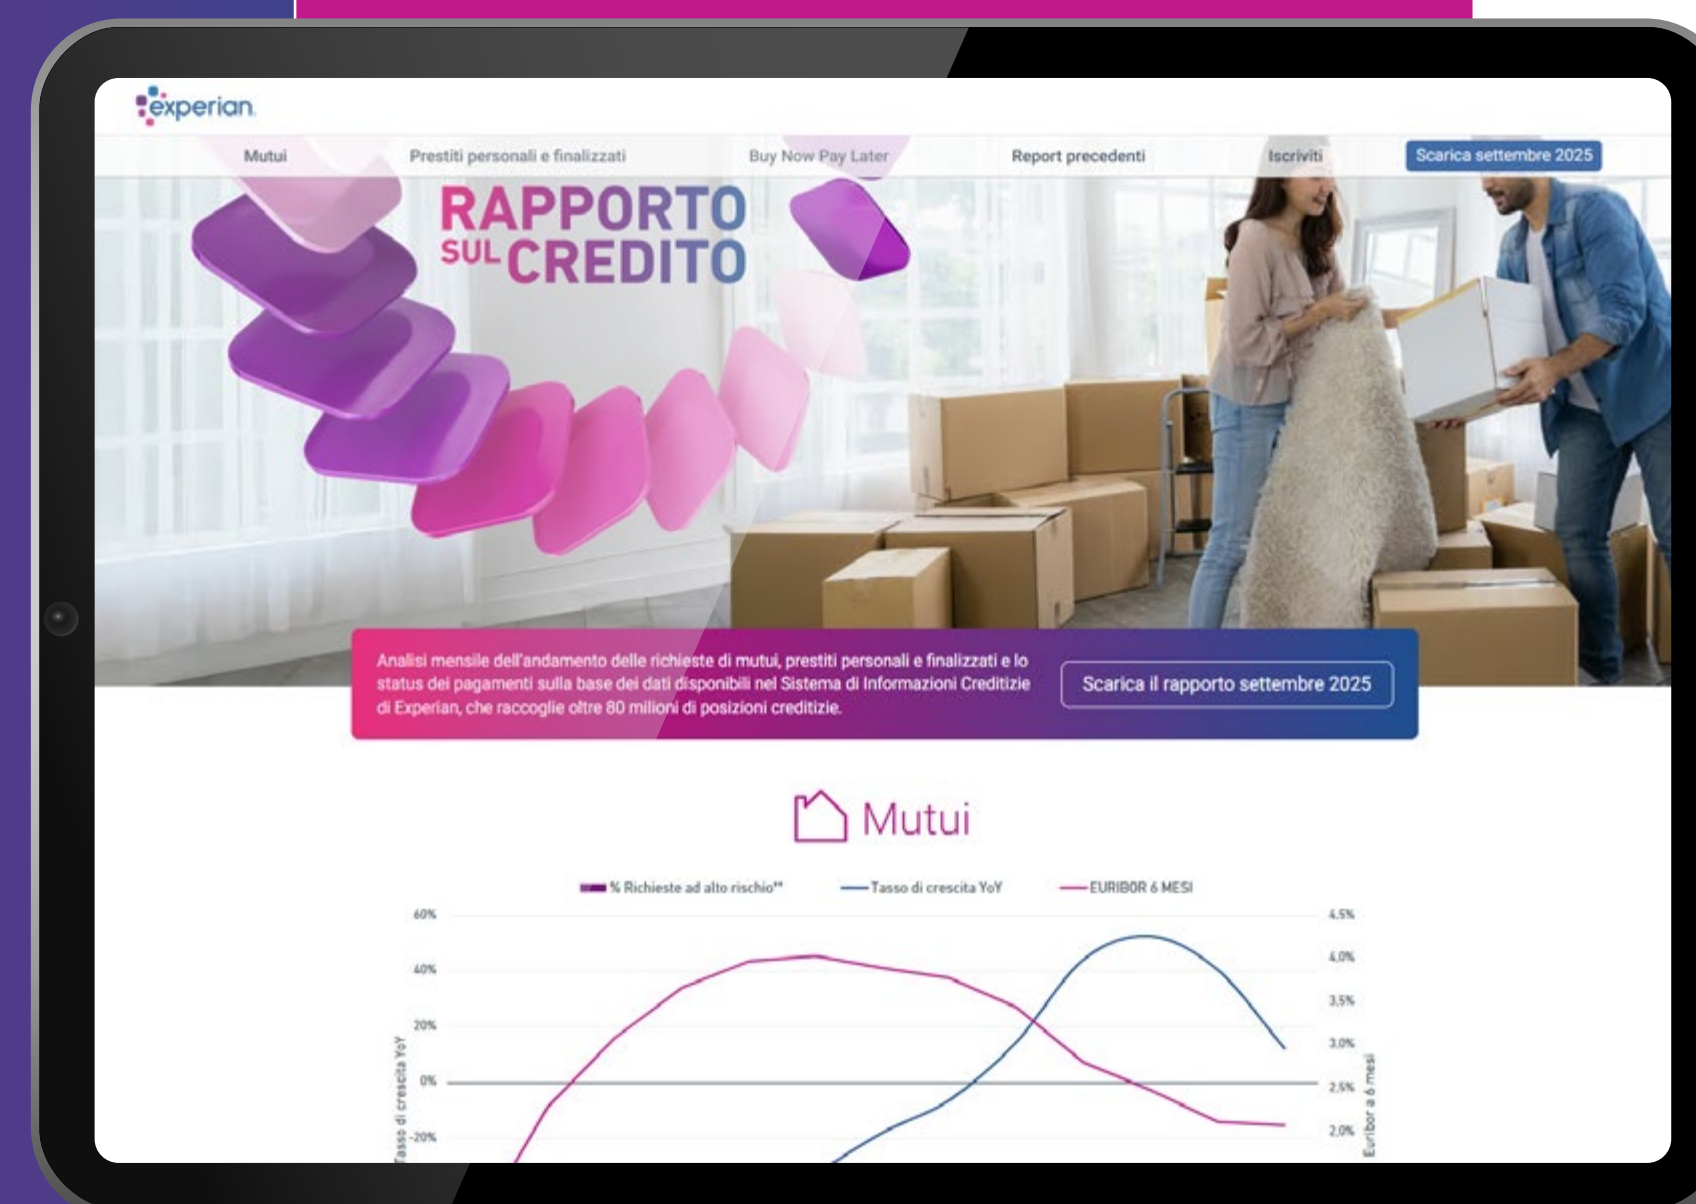 experian.
Mutui
Prestiti personali e finalizzati
Buy Now Pay Later
Report precedenti
Iscriviti
Scarica settembre 2025
RAPPORTO
SUL CREDITO
Analisi mensile dell'andamento delle richieste di mutui, prestiti personali e finalizzati e lo
status dei pagamenti sulla base dei dati disponibili nel Sistema di Informazioni Creditizie
di Experian, che raccoglie oltre 80 milioni di posizioni creditizie.
Scarica il rapporto settembre 2025
Mutui
% Richieste ad alto rischio**
Tasso di crescita YoY
EURIBOR 6 MESI
60%
40%
20%
0%
-20%
Tasso di crescita YoY
4,5%
4,0%
3,5%
3,0%
2,5%
2,0%
Euribor a 6 mesi